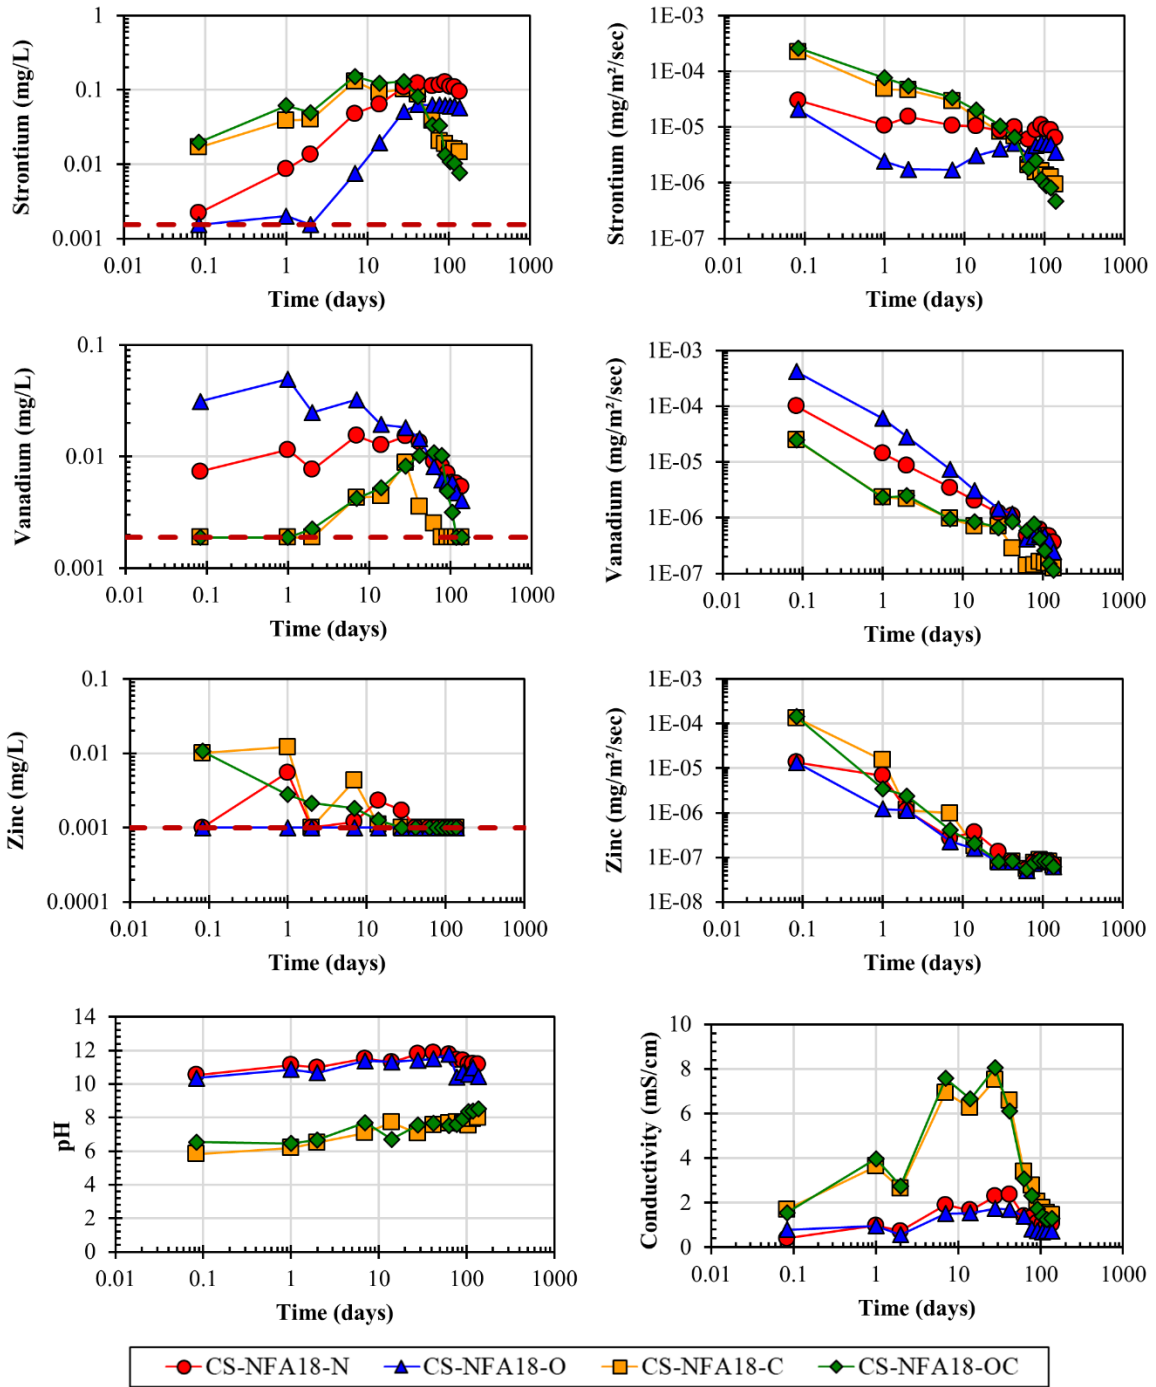 Strontium (mg/L)
1
0.1
0.01
0.001
0.01 0.1 1 10 100 1000
Time (days)
Strontium (mg/m²/sec)
1E-03
1E-04
1E-05
1E-06
1E-07
0.01 0.1 1 10 100 1000
Time (days)
Vanadium (mg/L)
0.1
0.01
0.001
0.01 0.1 1 10 100 1000
Time (days)
Vanadium (mg/m²/sec)
1E-03
1E-04
1E-05
1E-06
1E-07
0.01 0.1 1 10 100 1000
Time (days)
Zinc (mg/L)
0.1
0.01
0.001
0.0001
0.01 0.1 1 10 100 1000
Time (days)
Zinc (mg/m²/sec)
1E-03
1E-04
1E-05
1E-06
1E-07
1E-08
0.01 0.1 1 10 100 1000
Time (days)
pH
14
12
10
8
6
4
2
0
0.01 0.1 1 10 100 1000
Time (days)
Conductivity (mS/cm)
10
8
6
4
2
0
0.01 0.1 1 10 100 1000
Time (days)
CS-NFA18-N CS-NFA18-O CS-NFA18-C CS-NFA18-OC